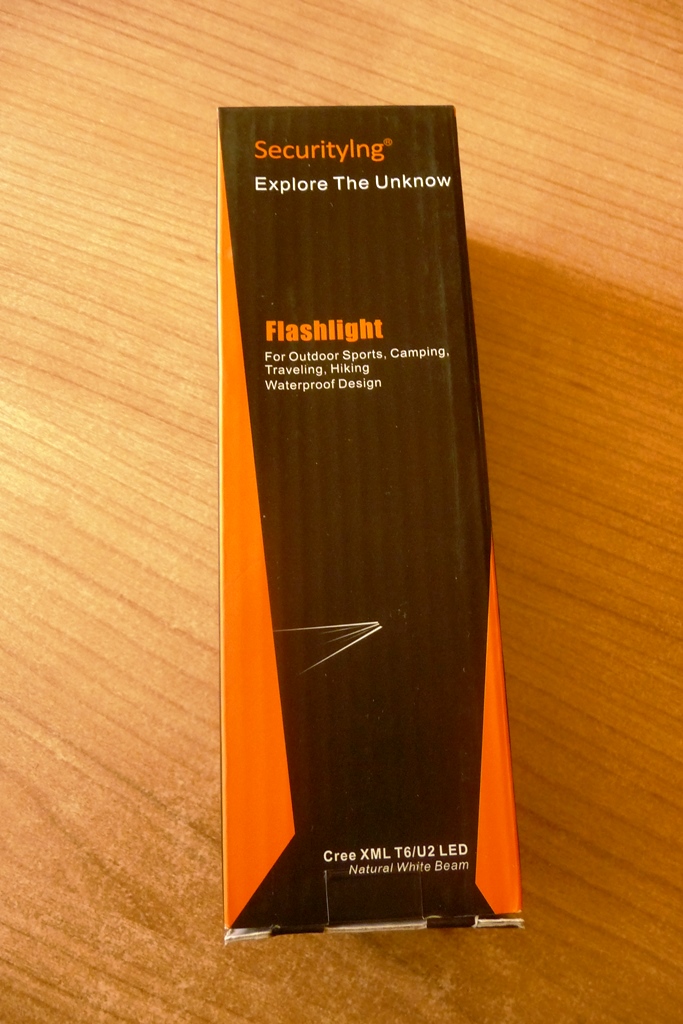 SecurityIng®
Explore The Unknow
Flashlight
For Outdoor Sports, Camping,
Traveling, Hiking
Waterproof Design
Cree XML T6/U2 LED
Natural White Beam